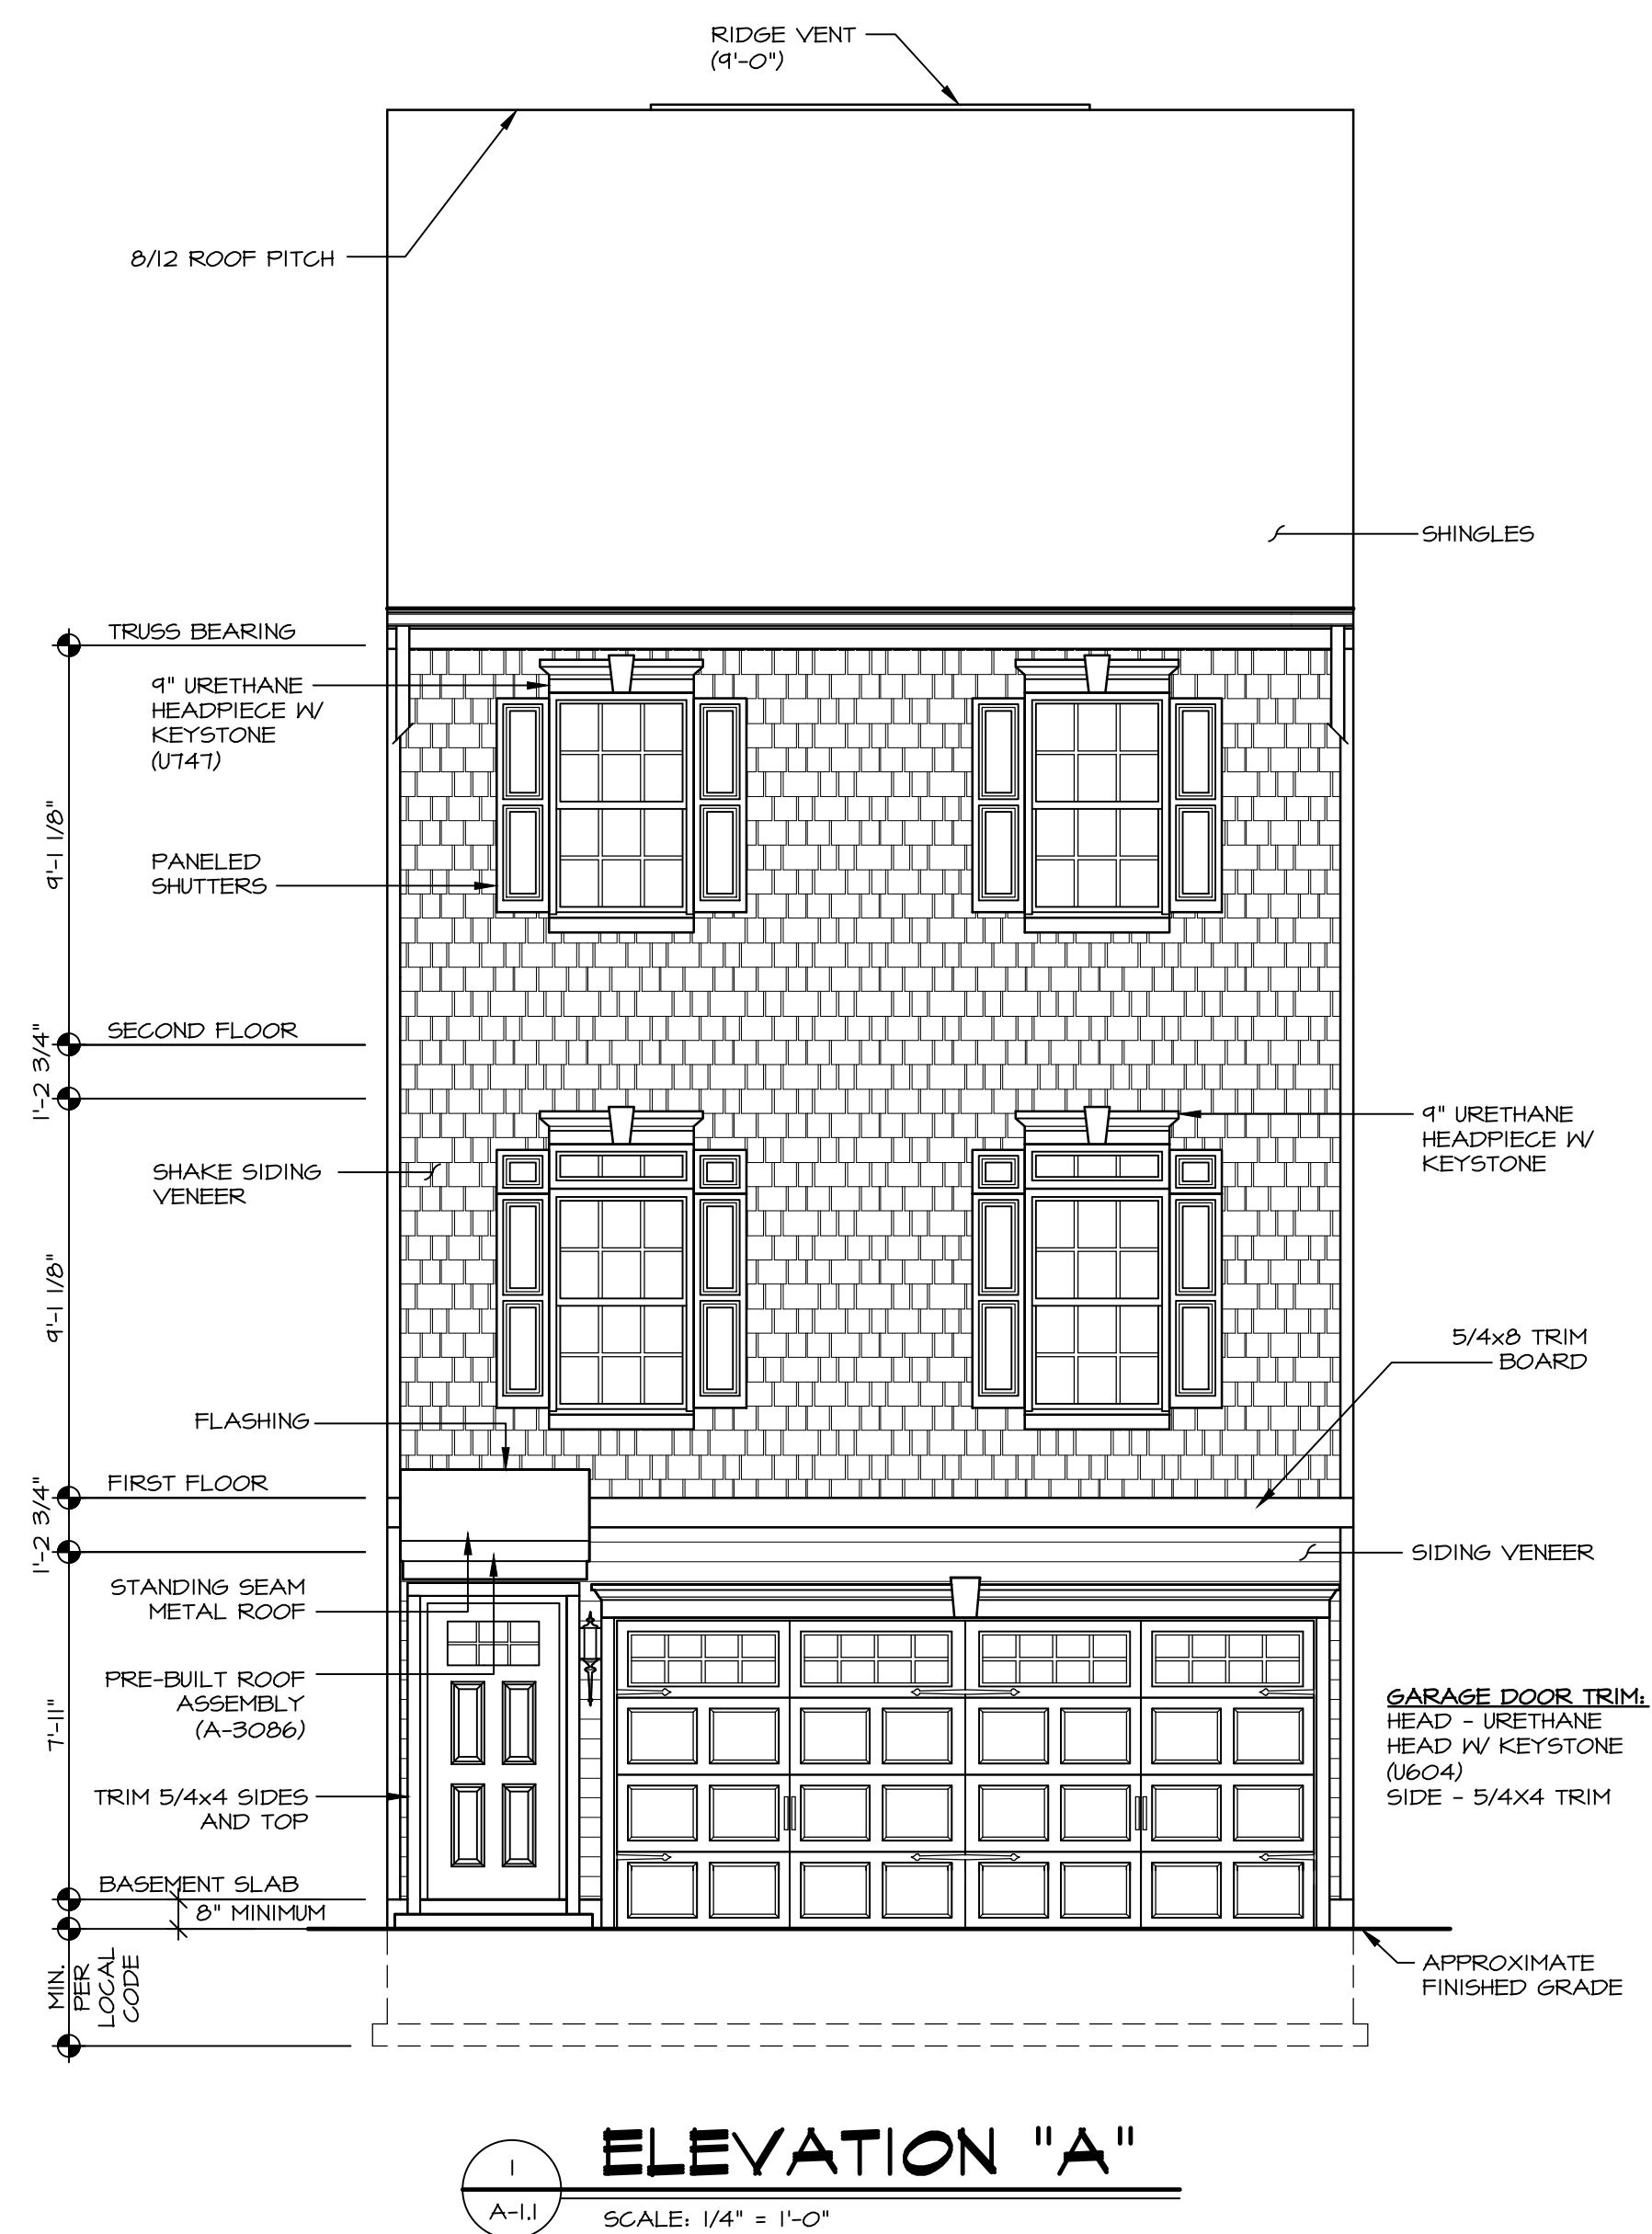 RIDGE VENT
(9'-0")
8/12 ROOF PITCH
SHINGLES
TRUSS BEARING
9" URETHANE
HEADPIECE W/
KEYSTONE
(U747)
9'-1 1/8"
PANELED
SHUTTERS
SECOND FLOOR
1'-2 3/4"
9" URETHANE
HEADPIECE W/
KEYSTONE
SHAKE SIDING
VENEER
9'-1 1/8"
5/4x8 TRIM
BOARD
FLASHING
FIRST FLOOR
1'-2 3/4"
SIDING VENEER
STANDING SEAM
METAL ROOF
PRE-BUILT ROOF
ASSEMBLY
(A-3086)
7'-11"
GARAGE DOOR TRIM:
HEAD - URETHANE
HEAD W/ KEYSTONE
(U604)
SIDE - 5/4X4 TRIM
TRIM 5/4x4 SIDES
AND TOP
BASEMENT SLAB
8" MINIMUM
MIN.
PER
LOCAL
CODE
APPROXIMATE
FINISHED GRADE
1
A-1.1
ELEVATION "A"
SCALE: 1/4" = 1'-0"